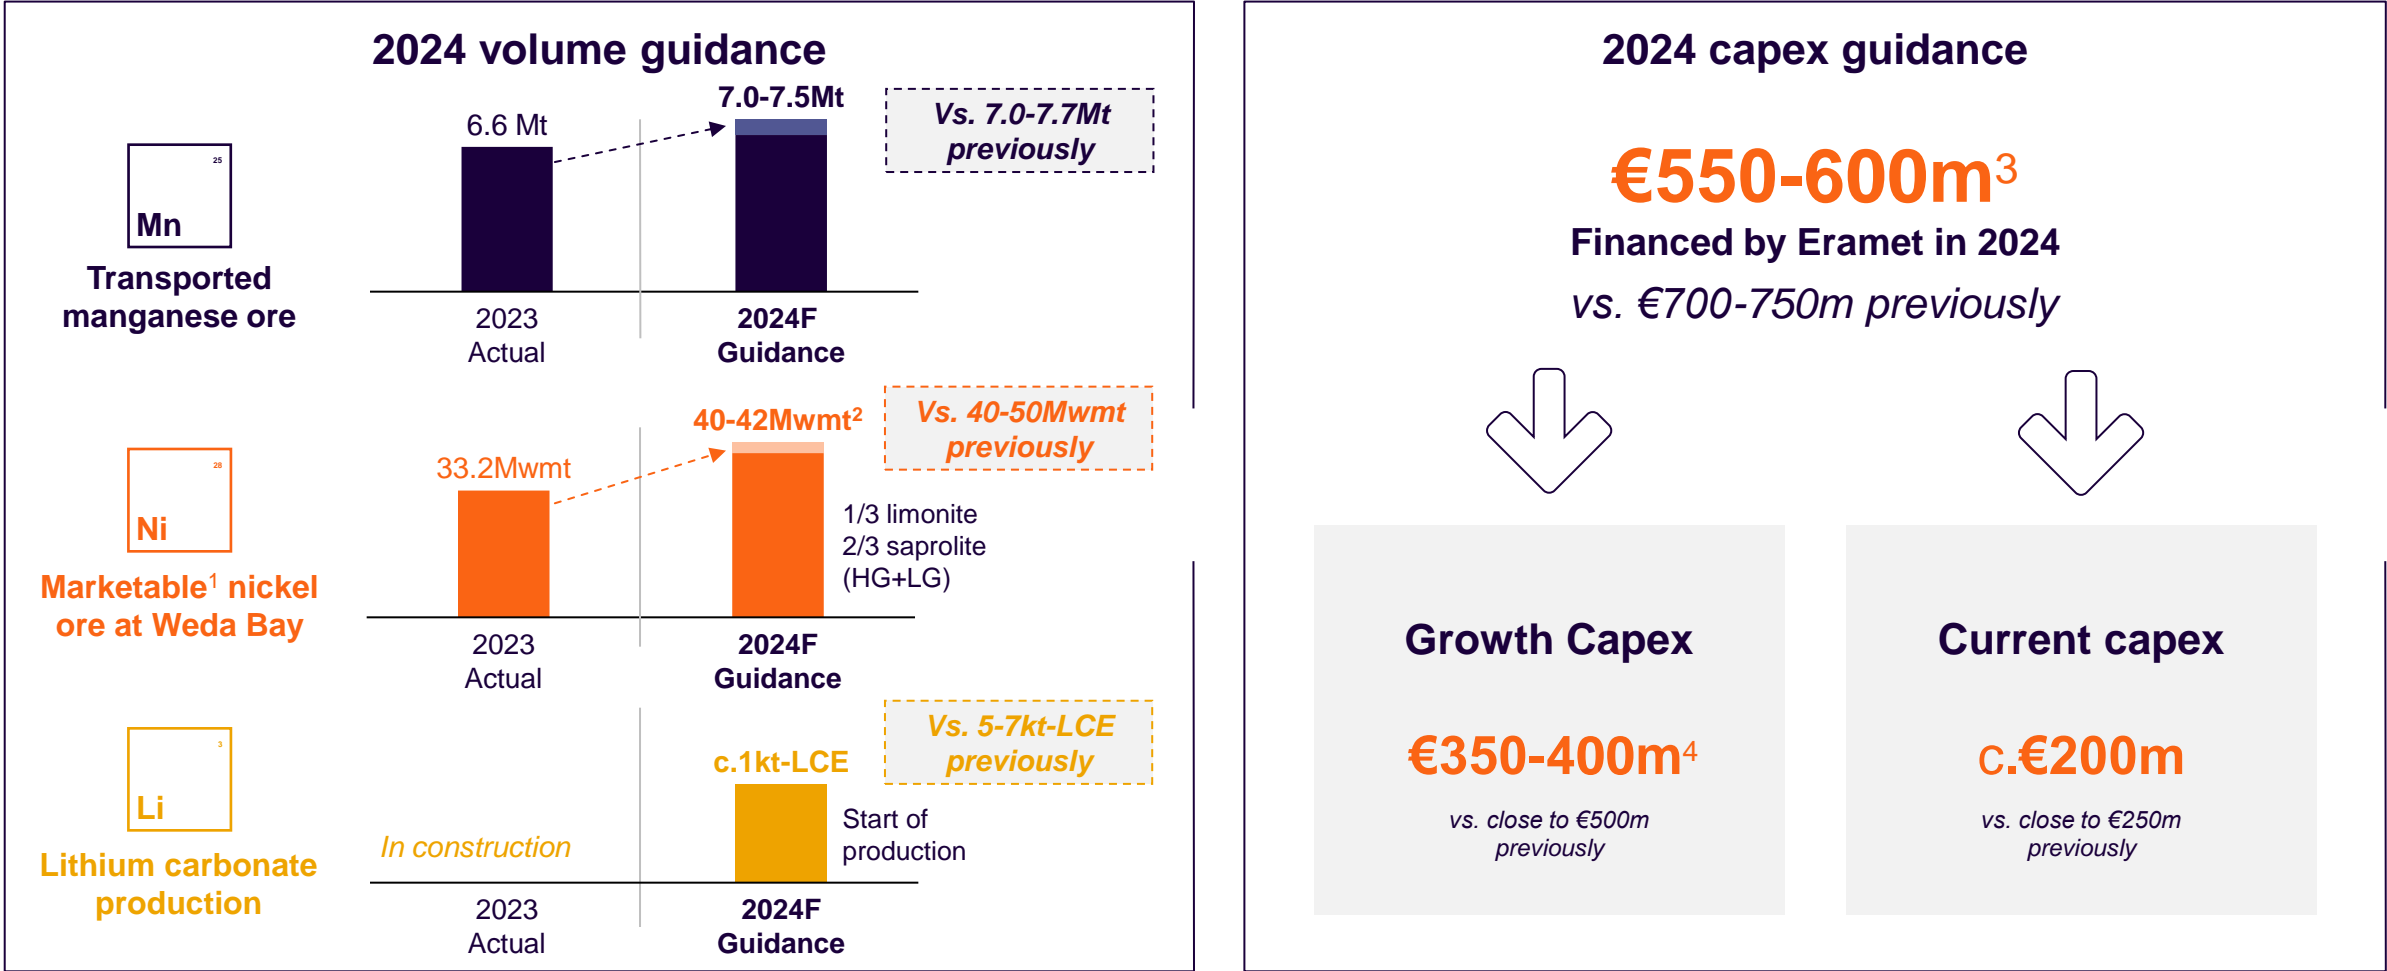 2024 volume guidance
25
Mn
Transported
manganese ore
6.6 Mt
7.0-7.5Mt
Vs. 7.0-7.7Mt
previously
2023
Actual
2024F
Guidance
28
Ni
Marketable¹ nickel
ore at Weda Bay
33.2Mwmt
40-42Mwmt²
Vs. 40-50Mwmt
previously
1/3 limonite
2/3 saprolite
(HG+LG)
2023
Actual
2024F
Guidance
3
Li
Lithium carbonate
production
In construction
c.1kt-LCE
Vs. 5-7kt-LCE
previously
Start of
production
2023
Actual
2024F
Guidance
2024 capex guidance
€550-600m³
Financed by Eramet in 2024
vs. €700-750m previously
Growth Capex
€350-400m⁴
vs. close to €500m
previously
Current capex
c.€200m
vs. close to €250m
previously